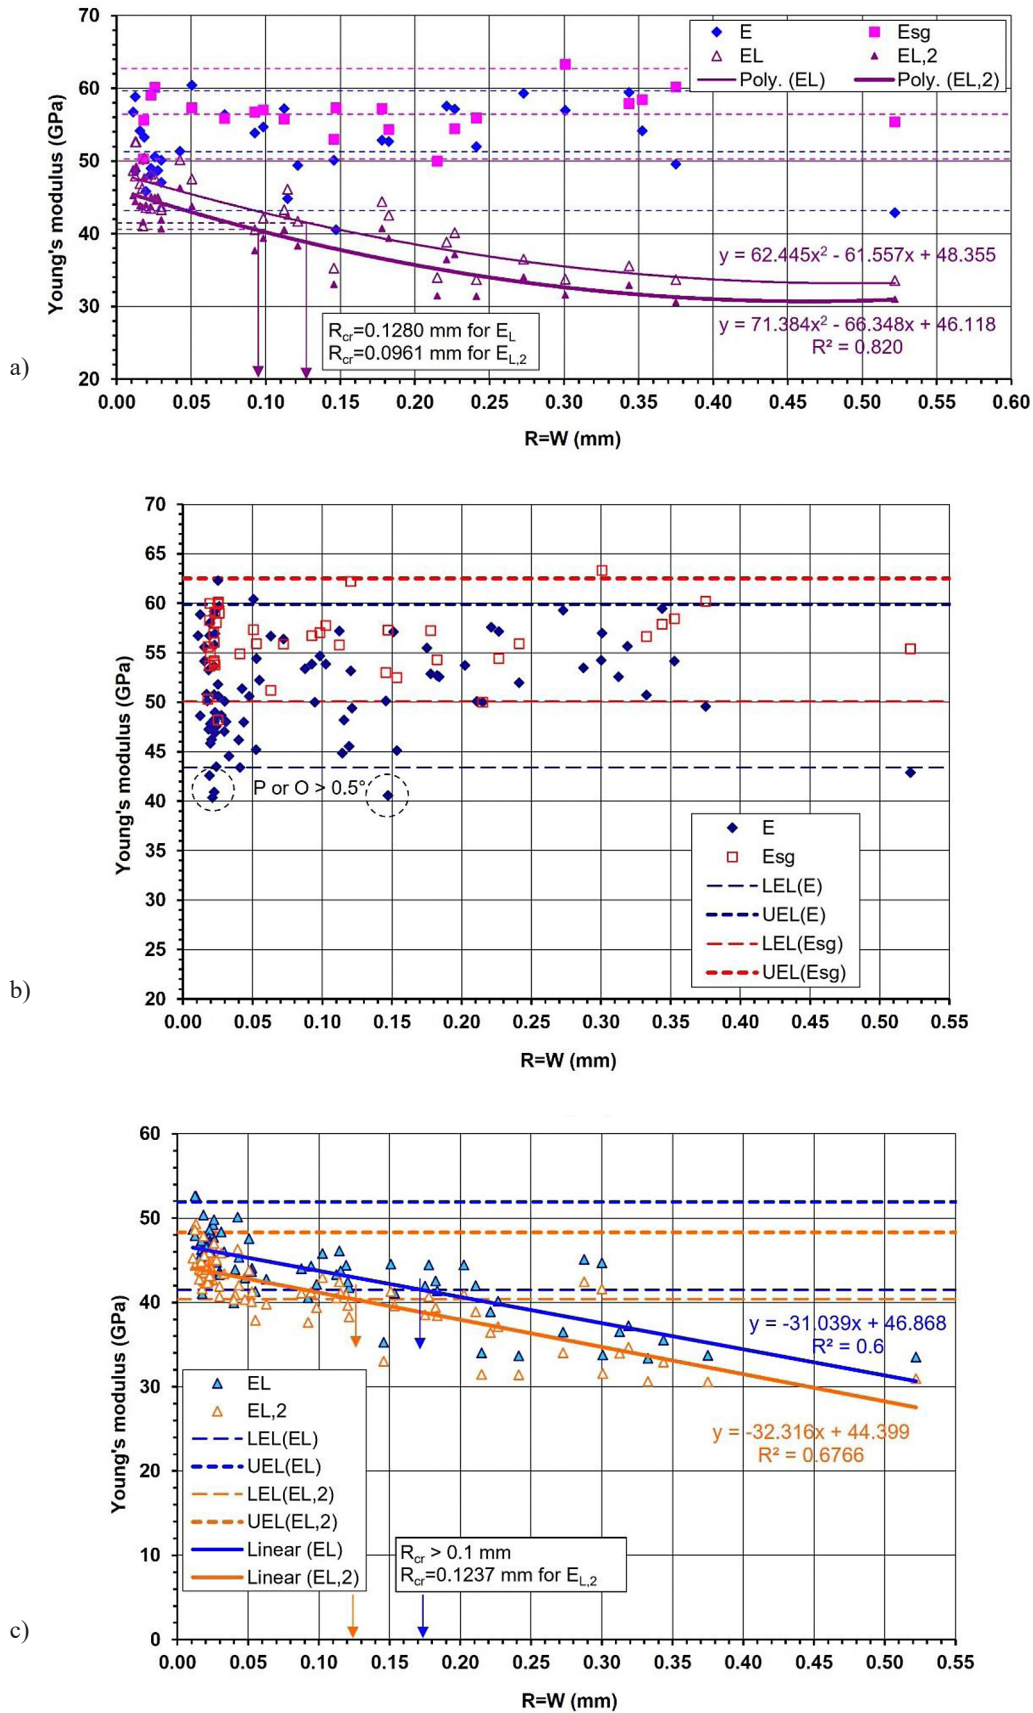 70
60
50
40
30
20
Young's modulus (GPa)
E
Esg
EL
EL,2
Poly. (EL)
Poly. (EL,2)
y = 62.445x² - 61.557x + 48.355
y = 71.384x² - 66.348x + 46.118
R² = 0.820
Rcr=0.1280 mm for EL
Rcr=0.0961 mm for EL,2
a)
0.00 0.05 0.10 0.15 0.20 0.25 0.30 0.35 0.40 0.45 0.50 0.55 0.60
R=W (mm)
70
65
60
55
50
45
40
35
30
25
20
Young's modulus (GPa)
P or O > 0.5°
E
Esg
LEL(E)
UEL(E)
LEL(Esg)
UEL(Esg)
b)
0.00 0.05 0.10 0.15 0.20 0.25 0.30 0.35 0.40 0.45 0.50 0.55
R=W (mm)
60
50
40
30
20
10
0
Young's modulus (GPa)
y = -31.039x + 46.868
R² = 0.6
y = -32.316x + 44.399
R² = 0.6766
EL
EL,2
LEL(EL)
UEL(EL)
LEL(EL,2)
UEL(EL,2)
Linear (EL)
Linear (EL,2)
Rcr > 0.1 mm
Rcr=0.1237 mm for EL,2
c)
0.00 0.05 0.10 0.15 0.20 0.25 0.30 0.35 0.40 0.45 0.50 0.55
R=W (mm)